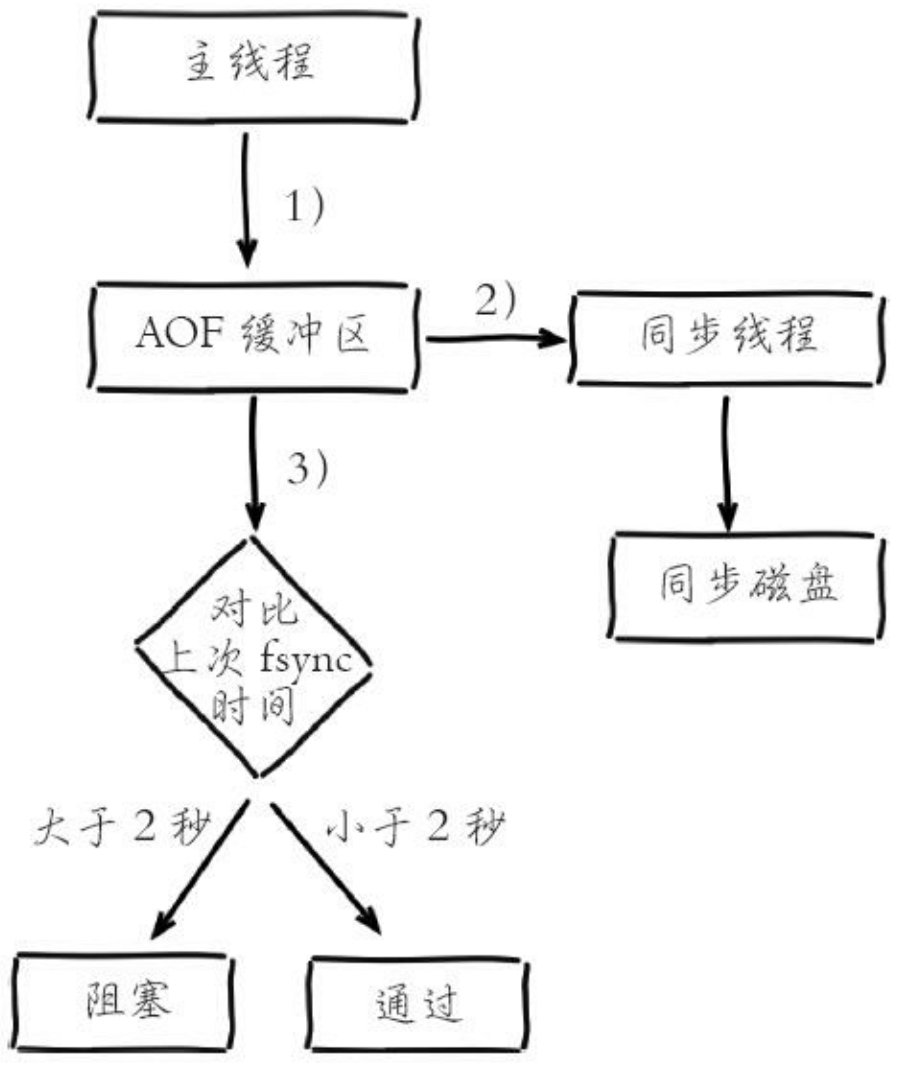 主线程
1)
AOF 缓冲区
2)
同步线程
3)
同步磁盘
对比
上次 fsync
时间
大于 2 秒
小于 2 秒
阻塞
通过